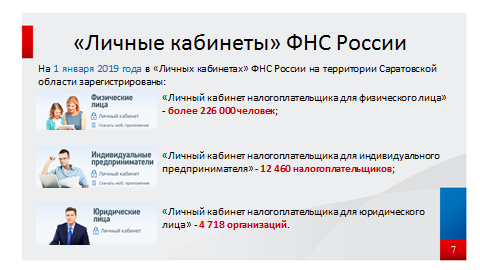 «Личные кабинеты» ФНС России
На 1 января 2019 года в «Личных кабинетах» ФНС России на территории Саратовской
области зарегистрированы:
Физические
лица
Личный кабинет
Скачать моб. приложение
«Личный кабинет налогоплательщика для физического лица»
- более 226 000 человек;
Индивидуальные
предприниматели
Личный кабинет
Скачать моб. приложение
«Личный кабинет налогоплательщика для индивидуального
предпринимателя» - 12 460 налогоплательщиков;
Юридические
лица
Личный кабинет
«Личный кабинет налогоплательщика для юридического
лица» - 4 718 организаций.
7